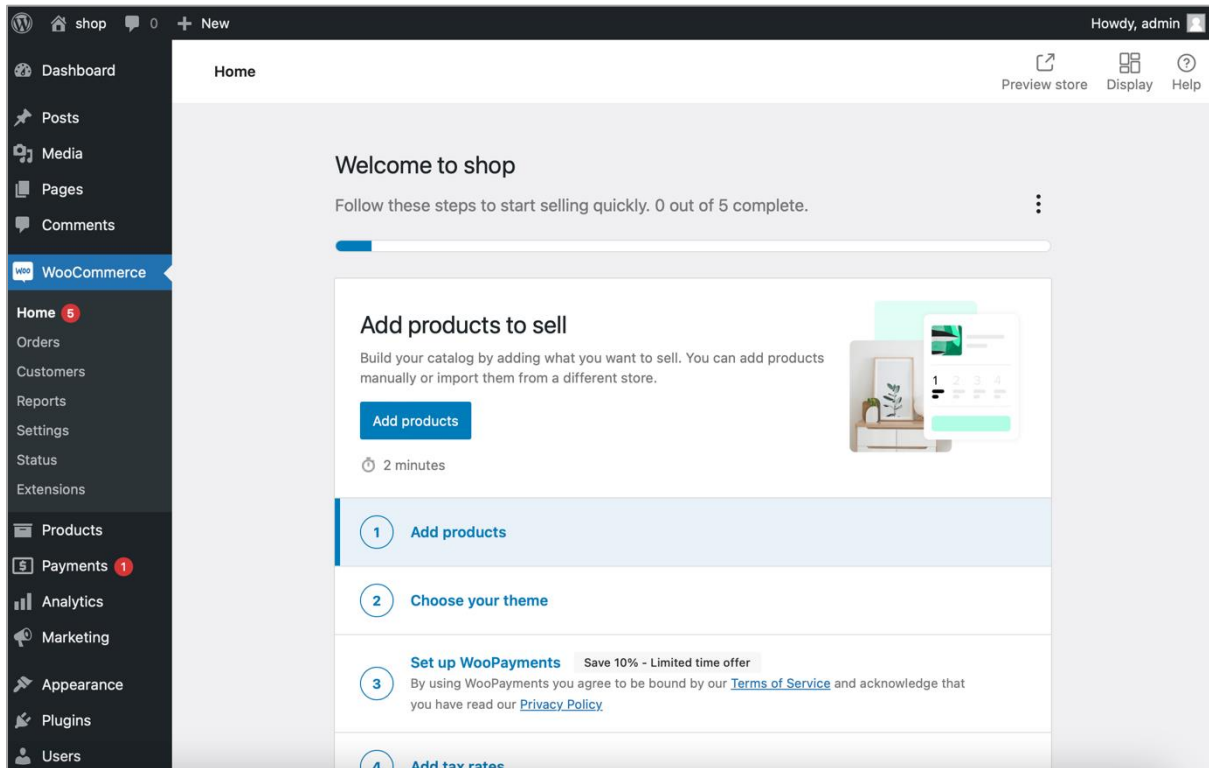 shop 0 New Howdy, admin
Dashboard
Posts
Media
Pages
Comments
Woo WooCommerce
Home 5
Orders
Customers
Reports
Settings
Status
Extensions
Products
Payments 1
Analytics
Marketing
Appearance
Plugins
Users
Home
Preview store Display Help
Welcome to shop
Follow these steps to start selling quickly. 0 out of 5 complete.
Add products to sell
Build your catalog by adding what you want to sell. You can add products
manually or import them from a different store.
Add products
2 minutes
1 2 3 4
1 Add products
2 Choose your theme
3 Set up WooPayments Save 10% - Limited time offer
By using WooPayments you agree to be bound by our Terms of Service and acknowledge that
you have read our Privacy Policy
4 Add tax rates